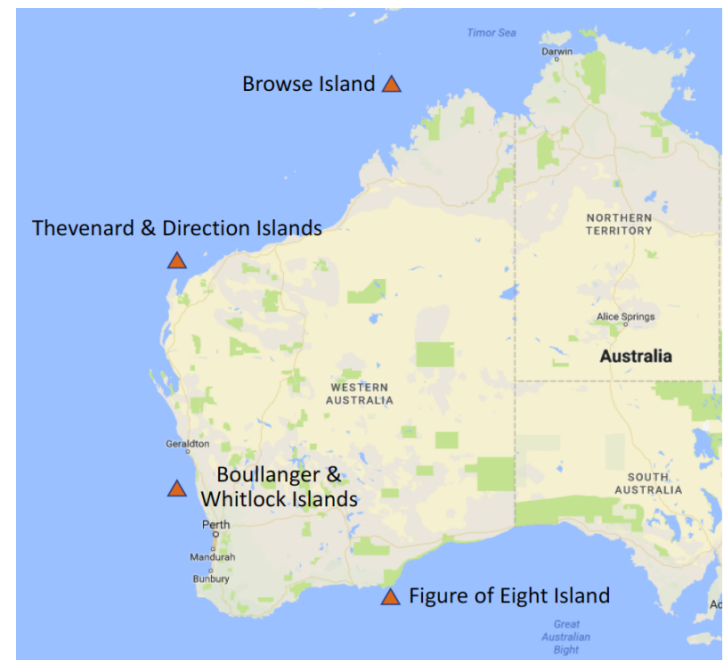 Timor Sea
Darwin
Browse Island
Thevenard & Direction Islands
NORTHERN
TERRITORY
Alice Springs
Australia
WESTERN
AUSTRALIA
Geraldton
Boullanger &
Whitlock Islands
SOUTH
AUSTRALIA
Perth
Mandurah
Bunbury
Figure of Eight Island
Great
Australian
Bight